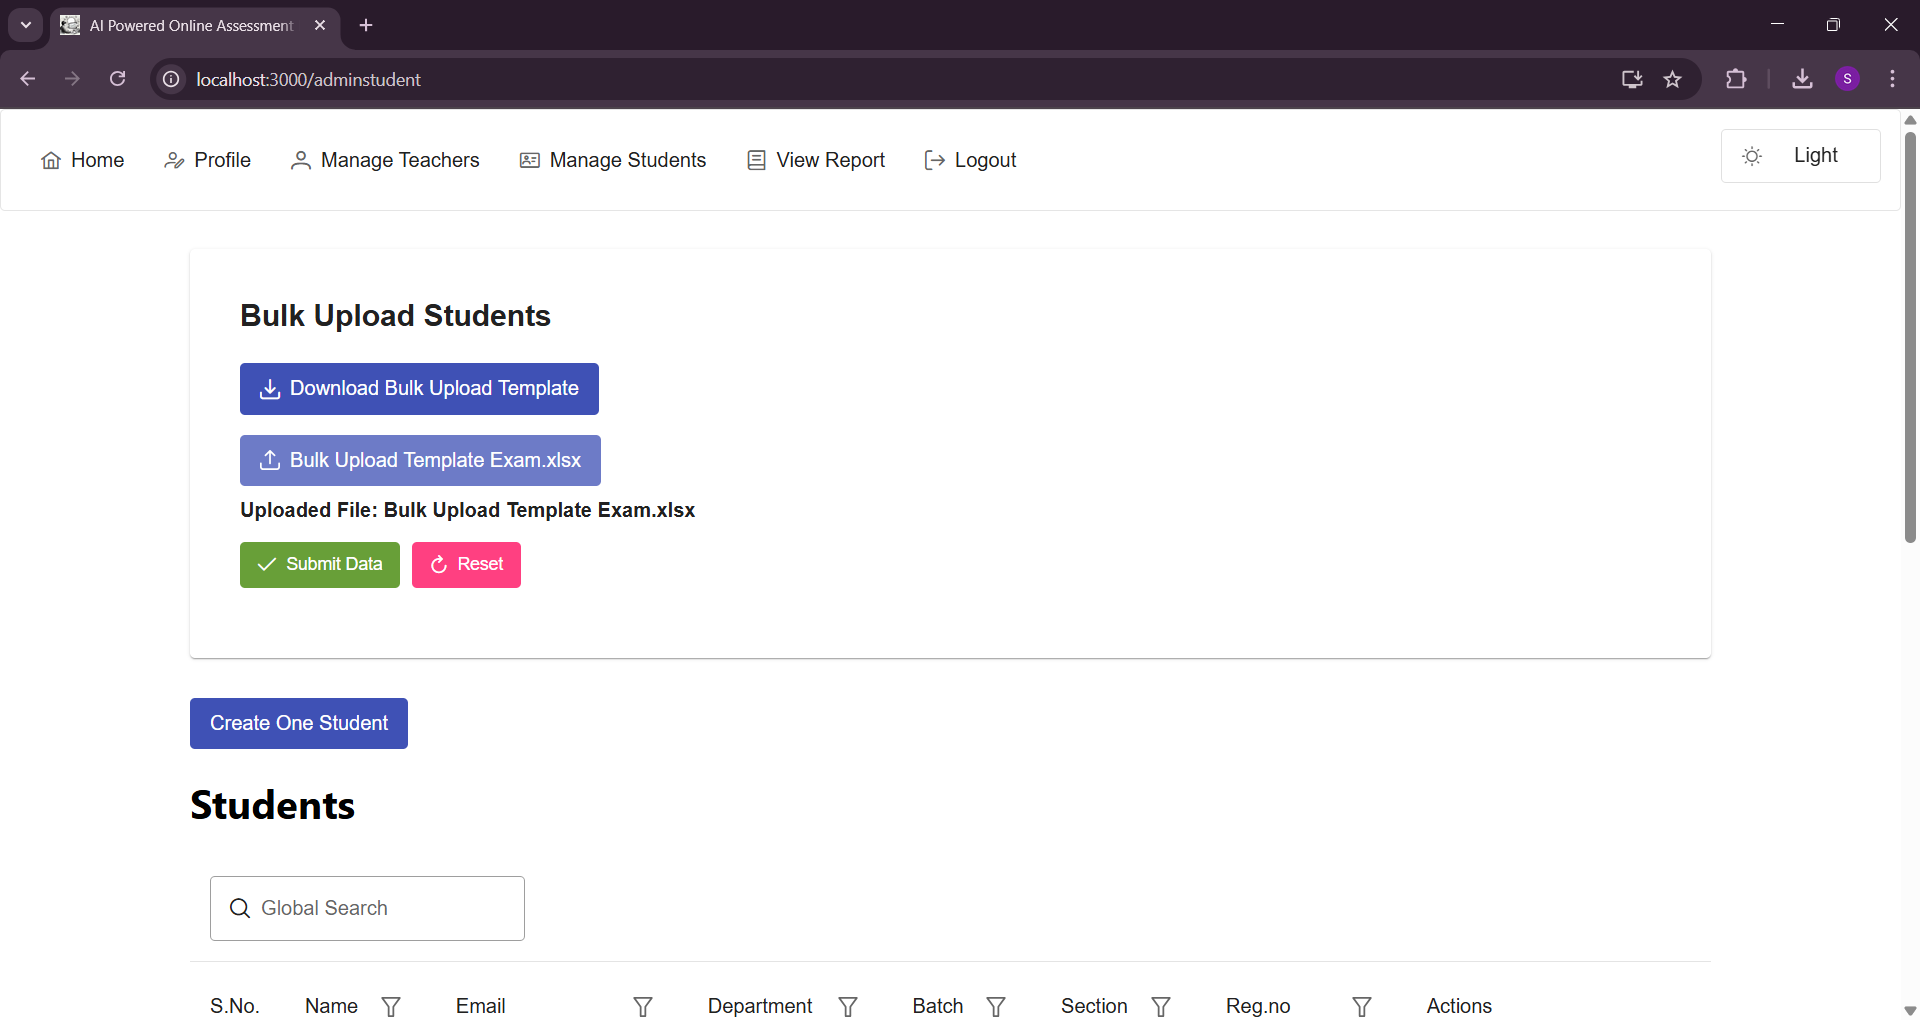 AI Powered Online Assessment
localhost:3000/adminstudent
S
Home Profile Manage Teachers Manage Students View Report Logout Light
Bulk Upload Students
Download Bulk Upload Template
Bulk Upload Template Exam.xlsx
Uploaded File: Bulk Upload Template Exam.xlsx
Submit Data Reset
Create One Student
Students
Global Search
S.No. Name Email Department Batch Section Reg.no Actions